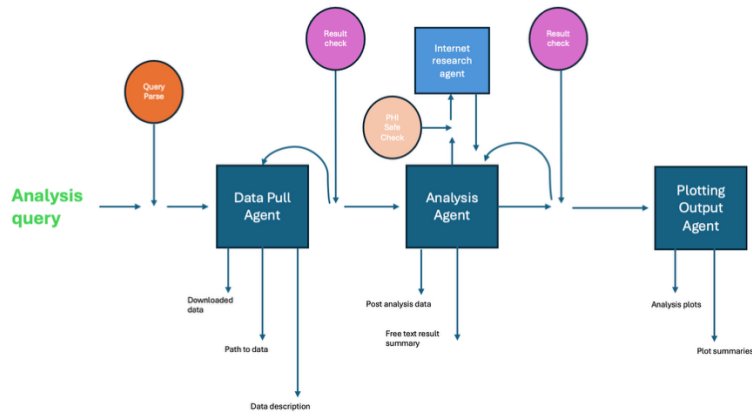 Result
check
Internet
research
agent
Result
check
Query
Parse
PHI
Safe
Check
Analysis
query
Data Pull
Agent
Analysis
Agent
Plotting
Output
Agent
Downloaded
data
Post analysis data
Analysis plots
Path to data
Free text result
summary
Plot summaries
Data description